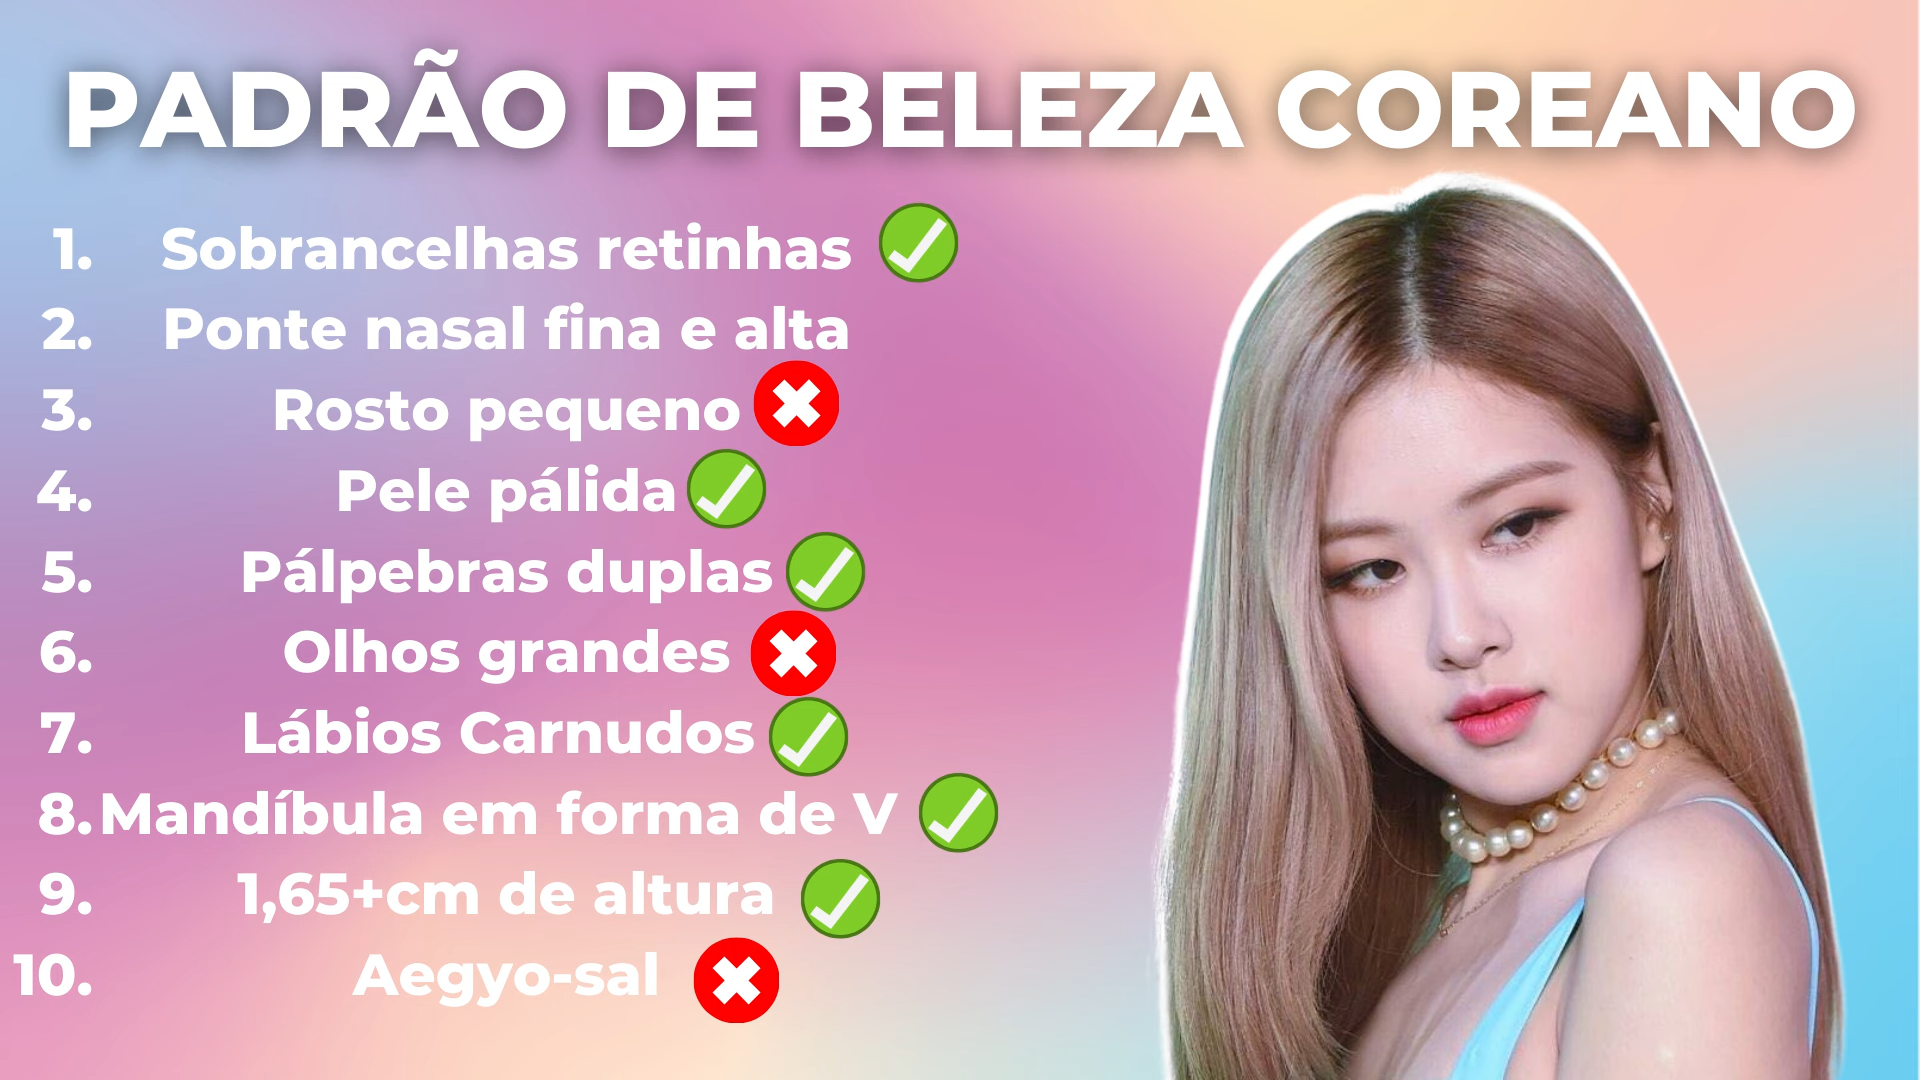 PADRÃO DE BELEZA COREANO
1. Sobrancelhas retinhas
2. Ponte nasal fina e alta
3. Rosto pequeno
4. Pele pálida
5. Pálpebras duplas
6. Olhos grandes
7. Lábios Carnudos
8. Mandíbula em forma de V
9. 1,65+cm de altura
10. Aegyo-sal